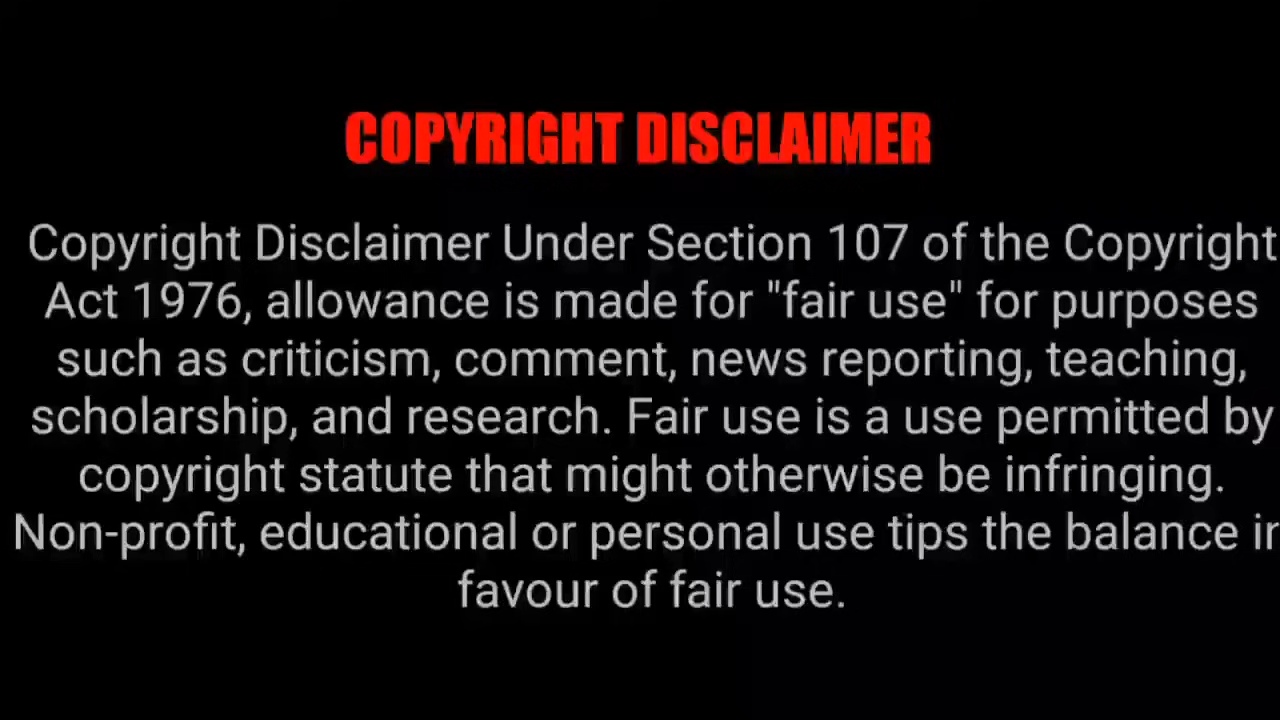 COPYRIGHT DISCLAIMER
Copyright Disclaimer Under Section 107 of the Copyright
Act 1976, allowance is made for "fair use" for purposes
such as criticism, comment, news reporting, teaching,
scholarship, and research. Fair use is a use permitted by
copyright statute that might otherwise be infringing.
Non-profit, educational or personal use tips the balance in
favour of fair use.